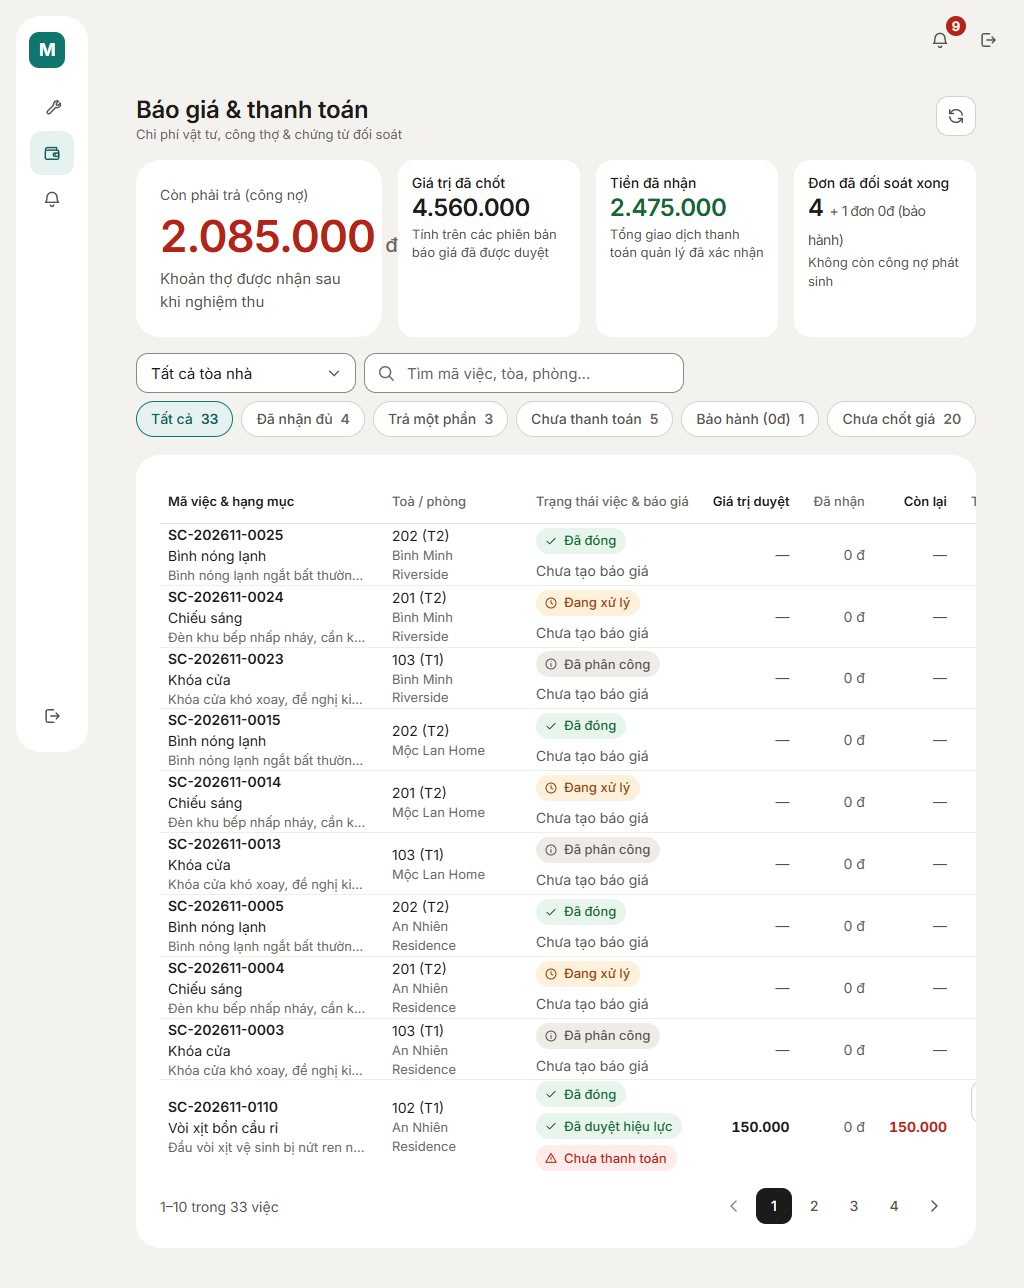 M
9
Báo giá & thanh toán
Chi phí vật tư, công thợ & chứng từ đối soát
Còn phải trả (công nợ)
2.085.000 đ
Khoản thợ được nhận sau
khi nghiệm thu
Giá trị đã chốt
4.560.000
Tính trên các phiên bản
báo giá đã được duyệt
Tiền đã nhận
2.475.000
Tổng giao dịch thanh
toán quản lý đã xác nhận
Đơn đã đối soát xong
4 + 1 đơn 0đ (bảo
hành)
Không còn công nợ phát
sinh
Tất cả tòa nhà
Tìm mã việc, tòa, phòng...
Tất cả 33
Đã nhận đủ 4
Trả một phần 3
Chưa thanh toán 5
Bảo hành (0đ) 1
Chưa chốt giá 20
Mã việc & hạng mục
Toà / phòng
Trạng thái việc & báo giá
Giá trị duyệt
Đã nhận
Còn lại
SC-202611-0025
Bình nóng lạnh
Bình nóng lạnh ngắt bất thườn...
202 (T2)
Bình Minh
Riverside
Đã đóng
Chưa tạo báo giá
—
0 đ
—
SC-202611-0024
Chiếu sáng
Đèn khu bếp nhấp nháy, cần k...
201 (T2)
Bình Minh
Riverside
Đang xử lý
Chưa tạo báo giá
—
0 đ
—
SC-202611-0023
Khóa cửa
Khóa cửa khó xoay, đề nghị ki...
103 (T1)
Bình Minh
Riverside
Đã phân công
Chưa tạo báo giá
—
0 đ
—
SC-202611-0015
Bình nóng lạnh
Bình nóng lạnh ngắt bất thườn...
202 (T2)
Mộc Lan Home
Đã đóng
Chưa tạo báo giá
—
0 đ
—
SC-202611-0014
Chiếu sáng
Đèn khu bếp nhấp nháy, cần k...
201 (T2)
Mộc Lan Home
Đang xử lý
Chưa tạo báo giá
—
0 đ
—
SC-202611-0013
Khóa cửa
Khóa cửa khó xoay, đề nghị ki...
103 (T1)
Mộc Lan Home
Đã phân công
Chưa tạo báo giá
—
0 đ
—
SC-202611-0005
Bình nóng lạnh
Bình nóng lạnh ngắt bất thườn...
202 (T2)
An Nhiên
Residence
Đã đóng
Chưa tạo báo giá
—
0 đ
—
SC-202611-0004
Chiếu sáng
Đèn khu bếp nhấp nháy, cần k...
201 (T2)
An Nhiên
Residence
Đang xử lý
Chưa tạo báo giá
—
0 đ
—
SC-202611-0003
Khóa cửa
Khóa cửa khó xoay, đề nghị ki...
103 (T1)
An Nhiên
Residence
Đã phân công
Chưa tạo báo giá
—
0 đ
—
SC-202611-0110
Vòi xịt bồn cầu rỉ
Đầu vòi xịt vệ sinh bị nứt ren n...
102 (T1)
An Nhiên
Residence
Đã đóng
Đã duyệt hiệu lực
Chưa thanh toán
150.000
0 đ
150.000
1–10 trong 33 việc
1 2 3 4